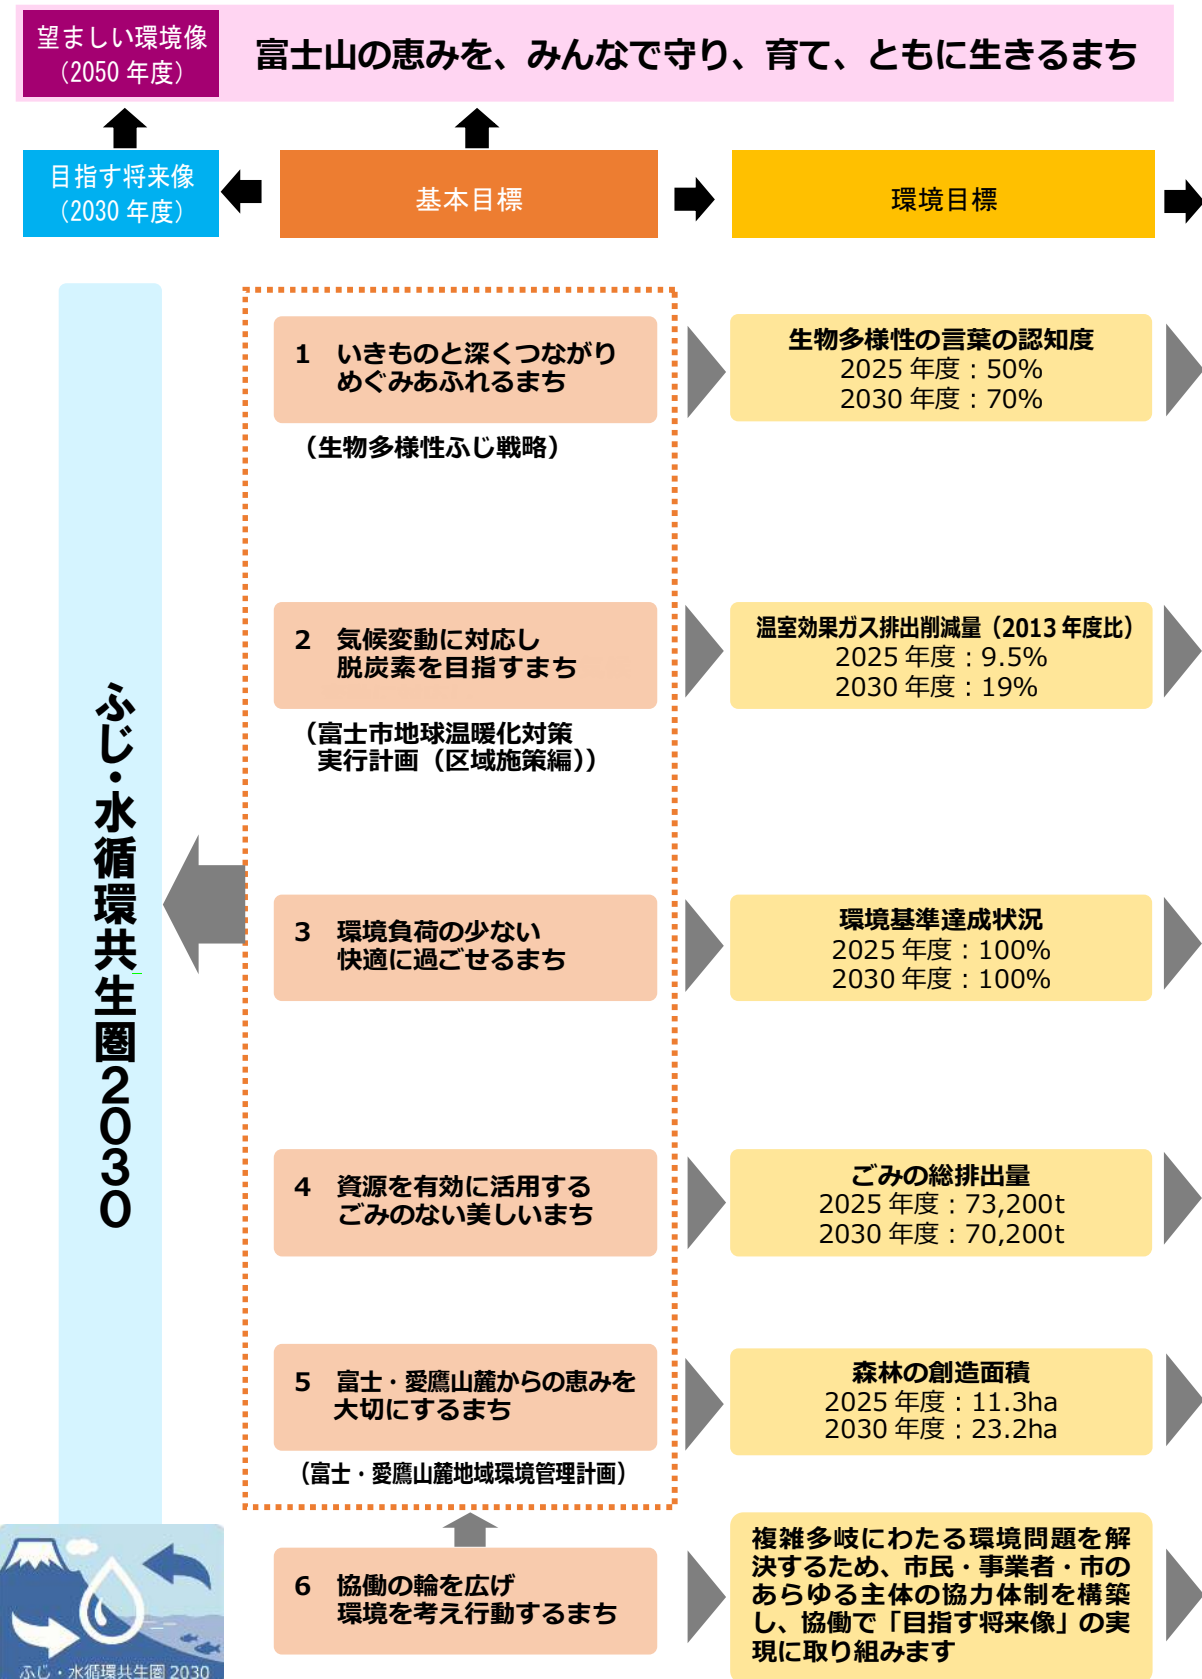 望ましい環境像
（2050 年度）
富士山の恵みを、みんなで守り、育て、ともに生きるまち
目指す将来像
（2030 年度）
基本目標
環境目標
ふじ・水循環共生圏２０３０
1　いきものと深くつながり
めぐみあふれるまち
（生物多様性ふじ戦略）
生物多様性の言葉の認知度
2025 年度：50%
2030 年度：70%
2　気候変動に対応し
脱炭素を目指すまち
（富士市地球温暖化対策
実行計画（区域施策編））
温室効果ガス排出削減量（2013 年度比）
2025 年度：9.5%
2030 年度：19%
3　環境負荷の少ない
快適に過ごせるまち
環境基準達成状況
2025 年度：100%
2030 年度：100%
4　資源を有効に活用する
ごみのない美しいまち
ごみの総排出量
2025 年度：73,200t
2030 年度：70,200t
5　富士・愛鷹山麓からの恵みを
大切にするまち
（富士・愛鷹山麓地域環境管理計画）
森林の創造面積
2025 年度：11.3ha
2030 年度：23.2ha
6　協働の輪を広げ
環境を考え行動するまち
複雑多岐にわたる環境問題を解
決するため、市民・事業者・市の
あらゆる主体の協力体制を構築
し、協働で「目指す将来像」の実
現に取り組みます
ふじ・水循環共生圏 2030